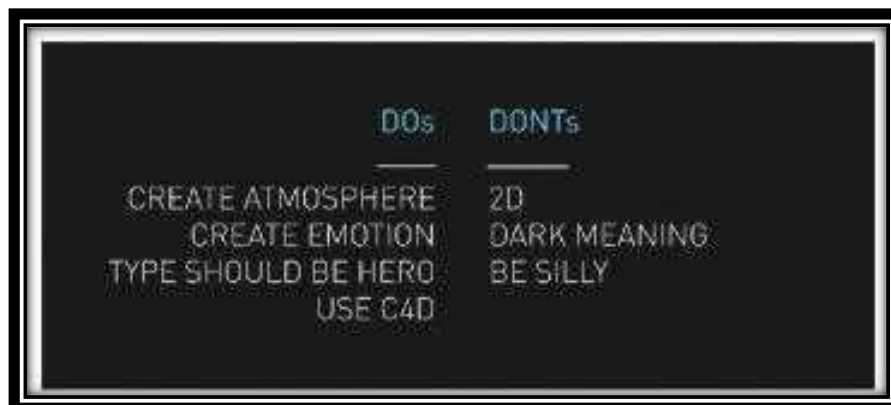 DOs
CREATE ATMOSPHERE
CREATE EMOTION
TYPE SHOULD BE HERO
USE C4D
DONTs
2D
DARK MEANING
BE SILLY